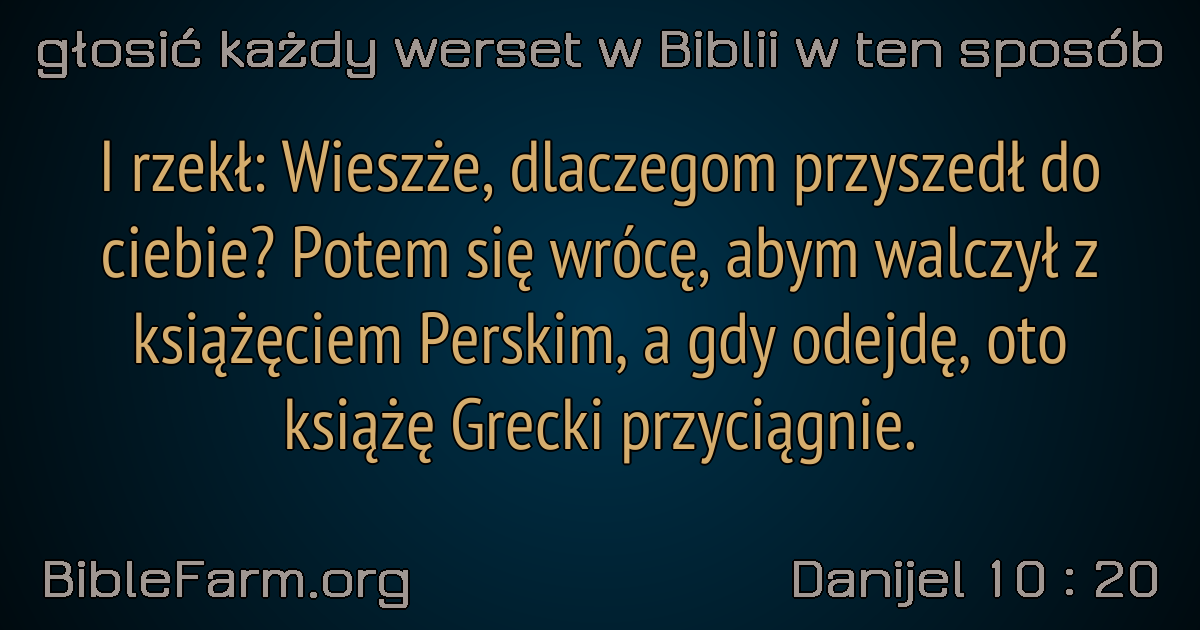 głosić każdy werset w Biblii w ten sposób
I rzekł: Wieszże, dlaczegom przyszedł do
ciebie? Potem się wrócę, abym walczył z
książęciem Perskim, a gdy odejdę, oto
książę Grecki przyciągnie.
BibleFarm.org
Danijel 10 : 20